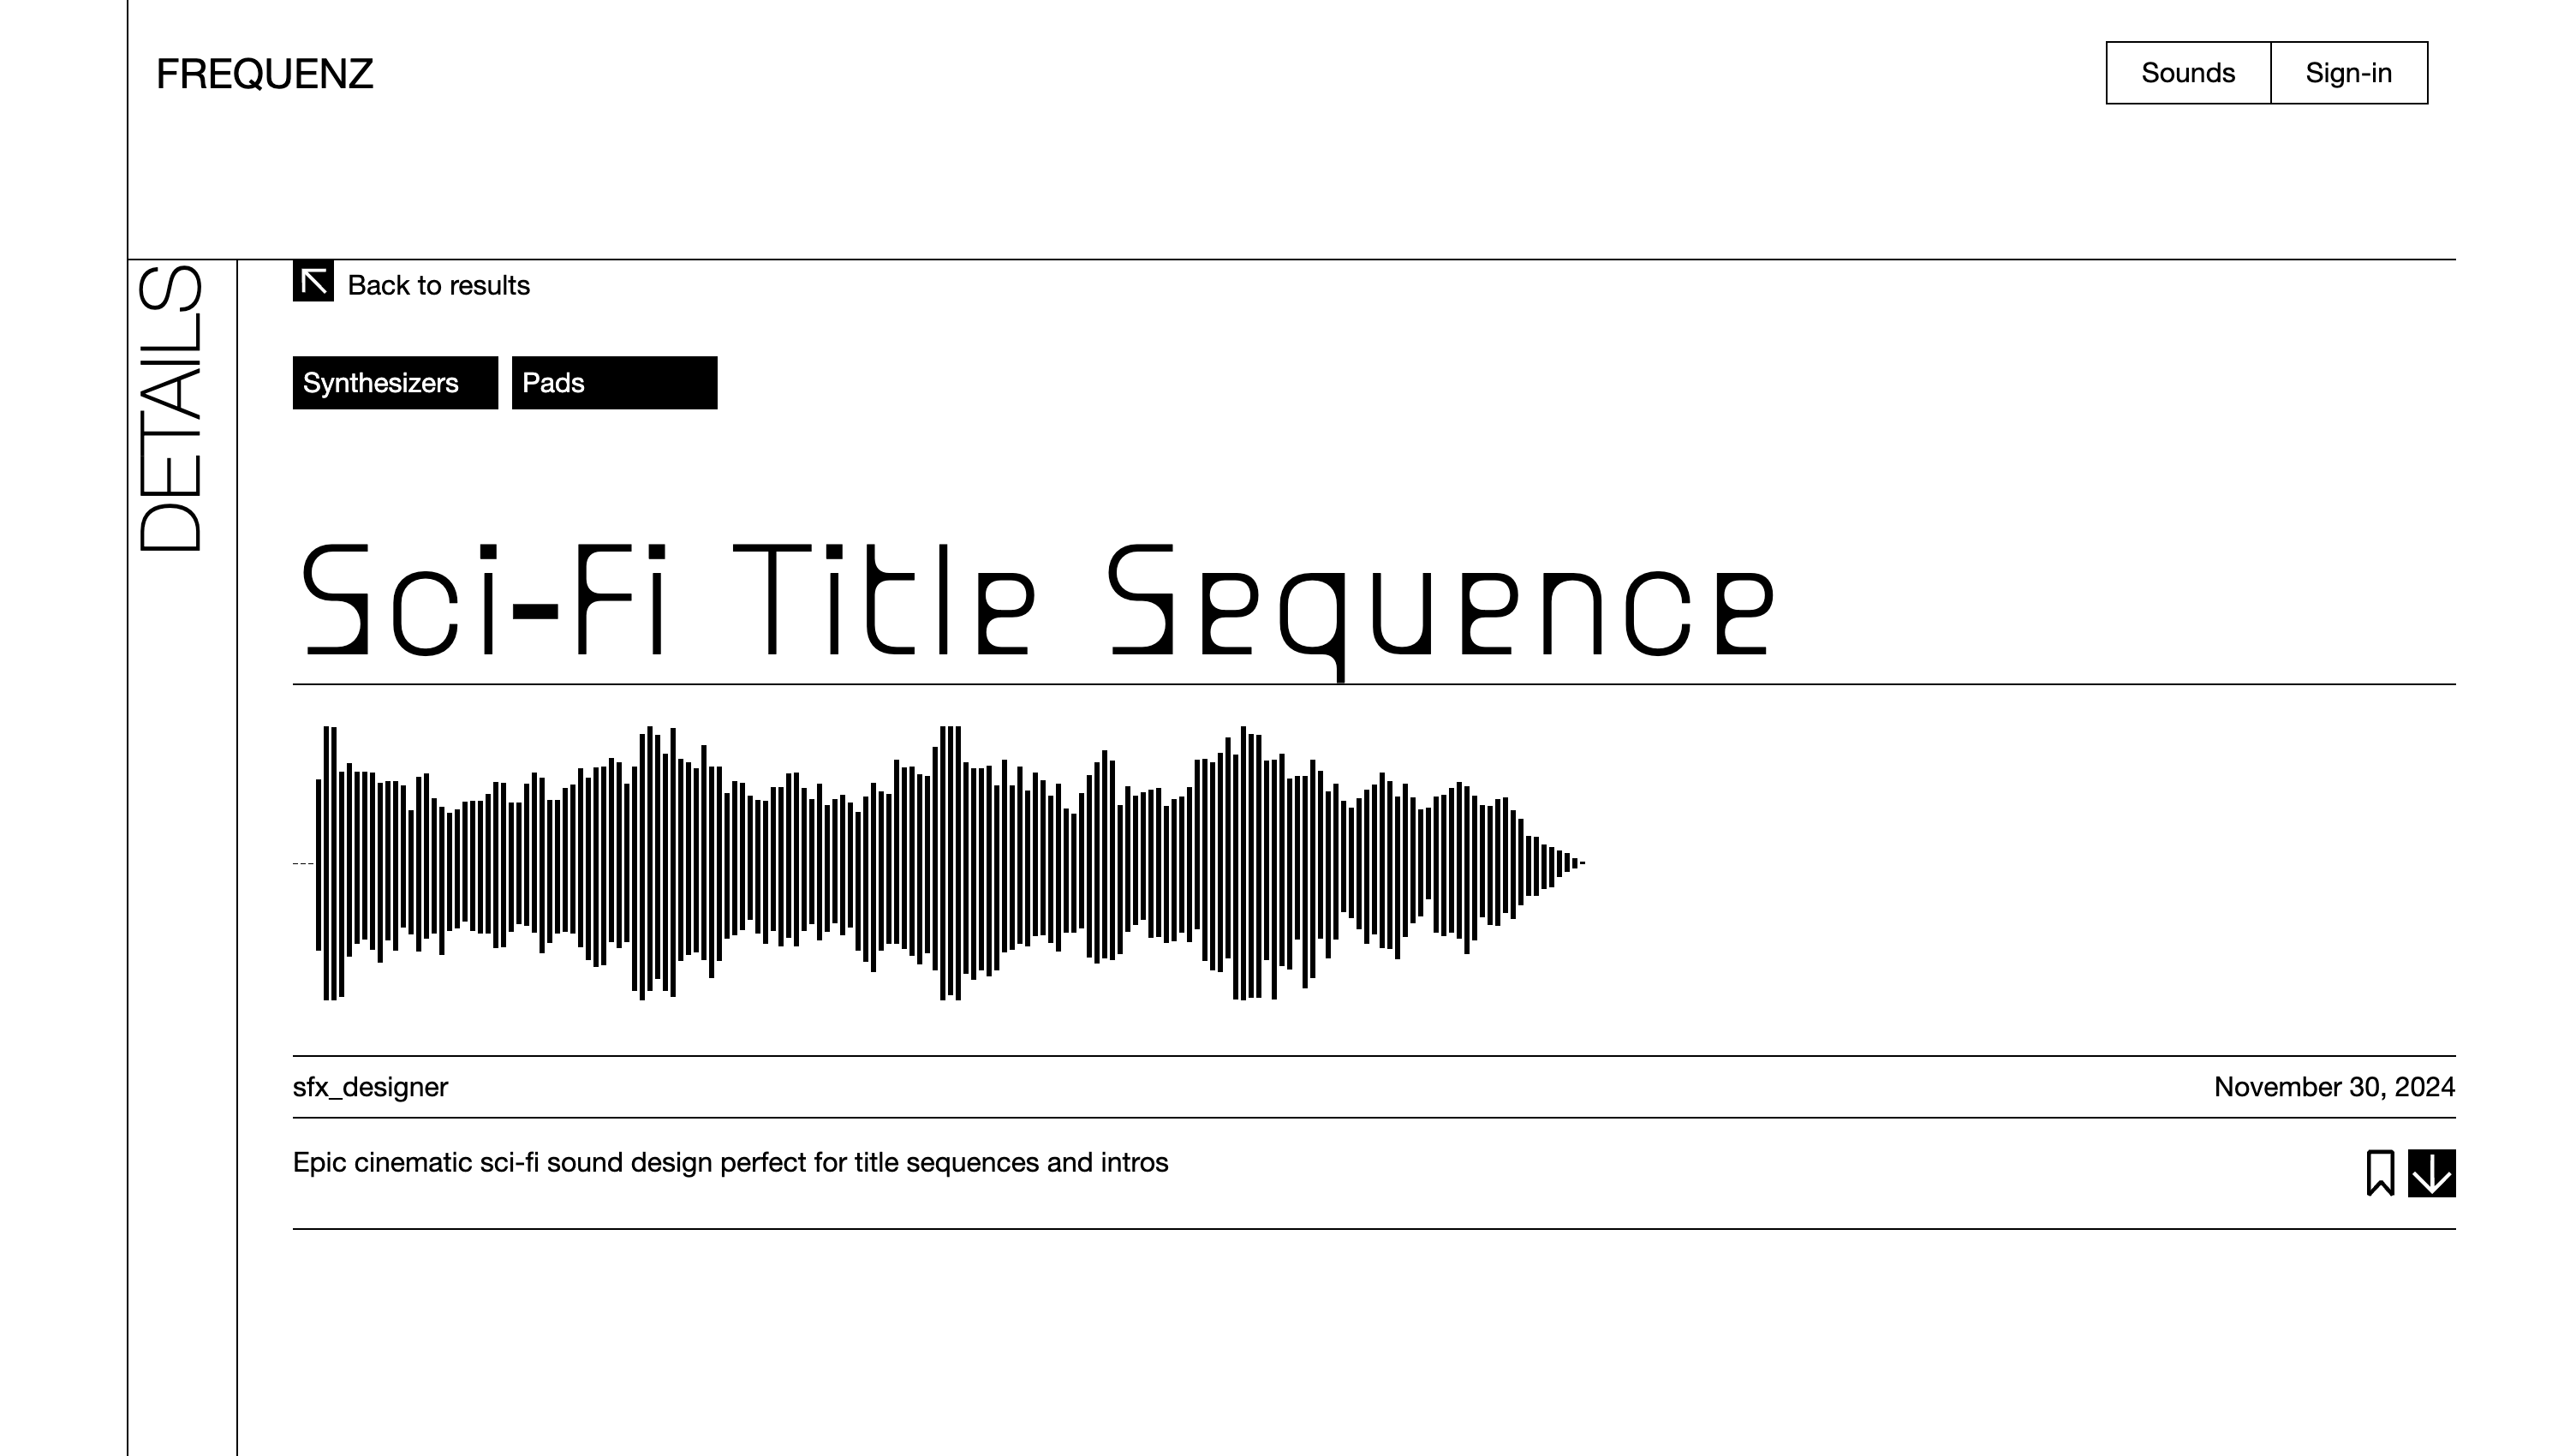 FREQUENZ
Sounds
Sign-in
DETAILS
Back to results
Synthesizers
Pads
Sci-Fi Title Sequence
sfx_designer
November 30, 2024
Epic cinematic sci-fi sound design perfect for title sequences and intros